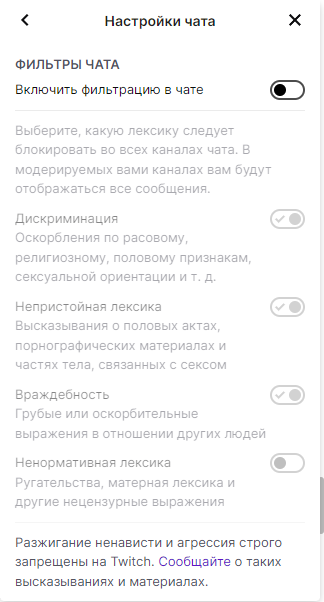 Настройки чата
ФИЛЬТРЫ ЧАТА
Включить фильтрацию в чате
Выберите, какую лексику следует
блокировать во всех каналах чата. В
модерируемых вами каналах вам будут
отображаться все сообщения.
Дискриминация
Оскорбления по расовому,
религиозному, половому признакам,
сексуальной ориентации и т. д.
Непристойная лексика
Высказывания о половых актах,
порнографических материалах и
частях тела, связанных с сексом
Враждебность
Грубые или оскорбительные
выражения в отношении других людей
Ненормативная лексика
Ругательства, матерная лексика и
другие нецензурные выражения
Разжигание ненависти и агрессия строго
запрещены на Twitch. Сообщайте о таких
высказываниях и материалах.